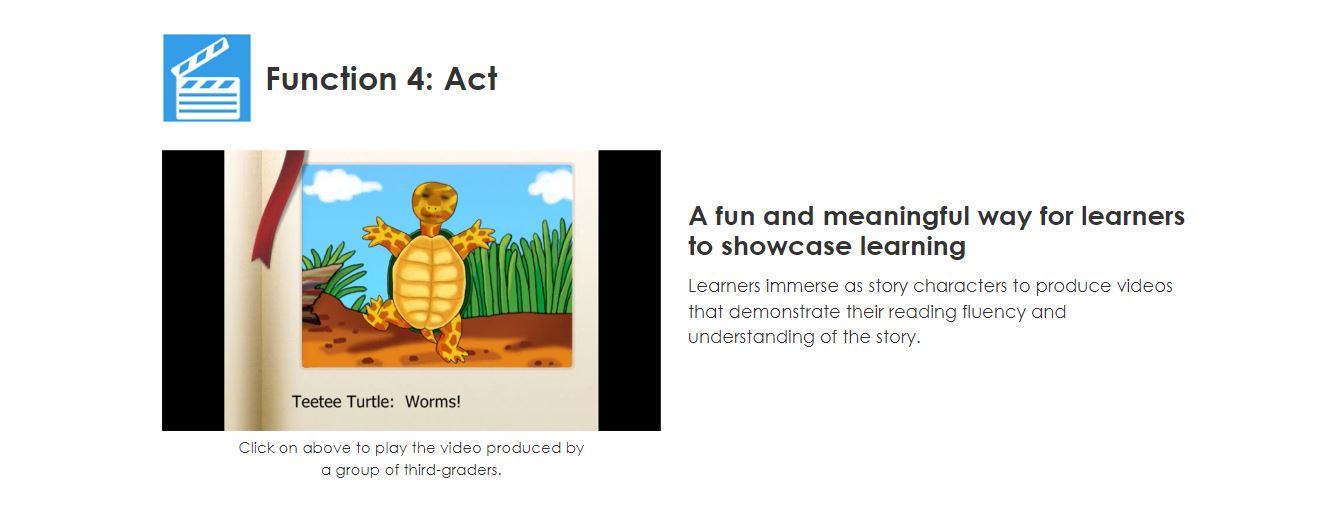 Function 4: Act
Teetee Turtle: Worms!
Click on above to play the video produced by
a group of third-graders.
A fun and meaningful way for learners
to showcase learning
Learners immerse as story characters to produce videos
that demonstrate their reading fluency and
understanding of the story.